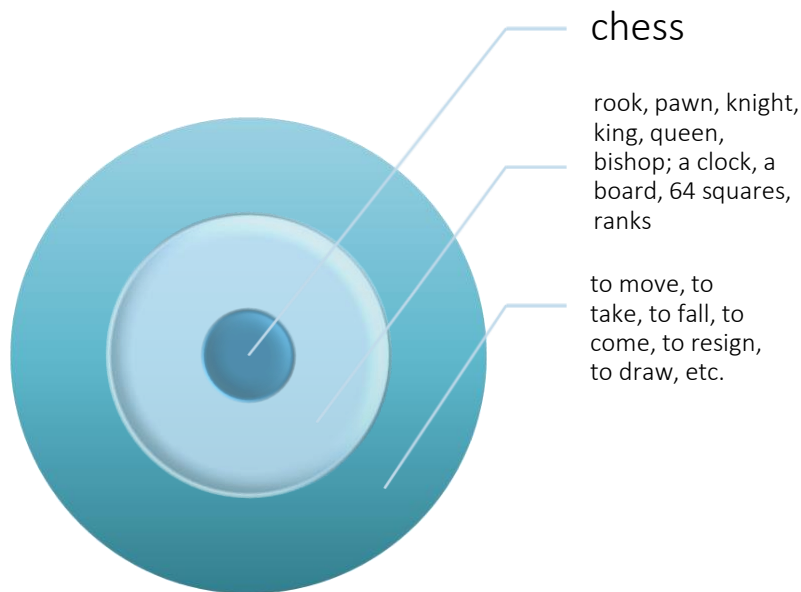 chess
rook, pawn, knight,
king, queen,
bishop; a clock, a
board, 64 squares,
ranks
to move, to
take, to fall, to
come, to resign,
to draw, etc.